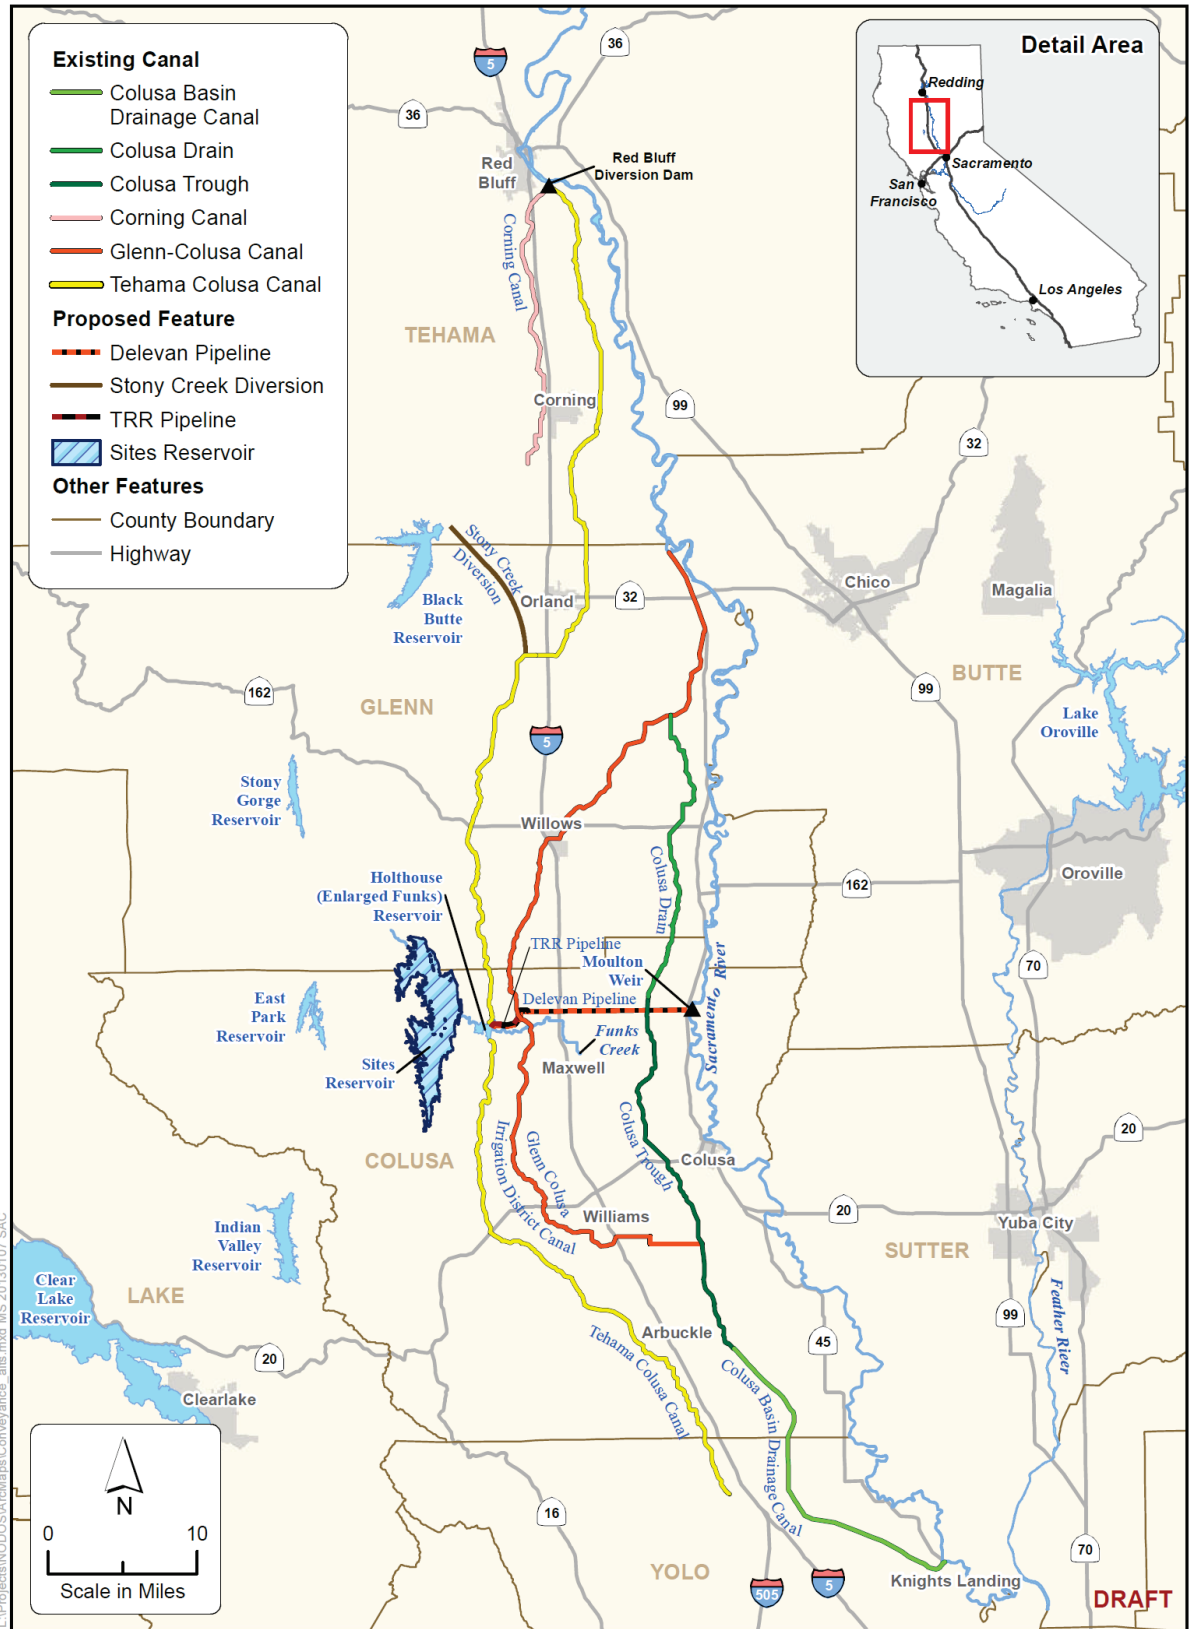 Existing Canal
Colusa Basin
Drainage Canal
Colusa Drain
Colusa Trough
Corning Canal
Glenn-Colusa Canal
Tehama Colusa Canal
Proposed Feature
Delevan Pipeline
Stony Creek Diversion
TRR Pipeline
Sites Reservoir
Other Features
County Boundary
Highway
Detail Area
Redding
Sacramento
San
Francisco
Los Angeles
5
36
36
Red
Bluff
Red Bluff
Diversion Dam
Corning Canal
TEHAMA
Corning
99
32
Stony Creek
Diversion
Black
Butte
Reservoir
Orland
32
Chico
Magalia
162
GLENN
BUTTE
99
Lake
Oroville
5
Stony
Gorge
Reservoir
Willows
Colusa Drain
162
Oroville
Holthouse
(Enlarged Funks)
Reservoir
TRR Pipeline
Moulton
Weir
Sacramento River
70
East
Park
Reservoir
Delevan Pipeline
Funks
Creek
Maxwell
Sites
Reservoir
Colusa Trough
20
COLUSA
Colusa
Glenn Colusa
Irrigation District Canal
Williams
20
Yuba City
Indian
Valley
Reservoir
SUTTER
Clear
Lake
Reservoir
LAKE
Feather Rieer
99
45
Arbuckle
20
Tehama Colusa Canal
Colusa Basin Drainage Canal
Clearlake
N
0 10
Scale in Miles
16
70
YOLO
505
5
Knights Landing
DRAFT